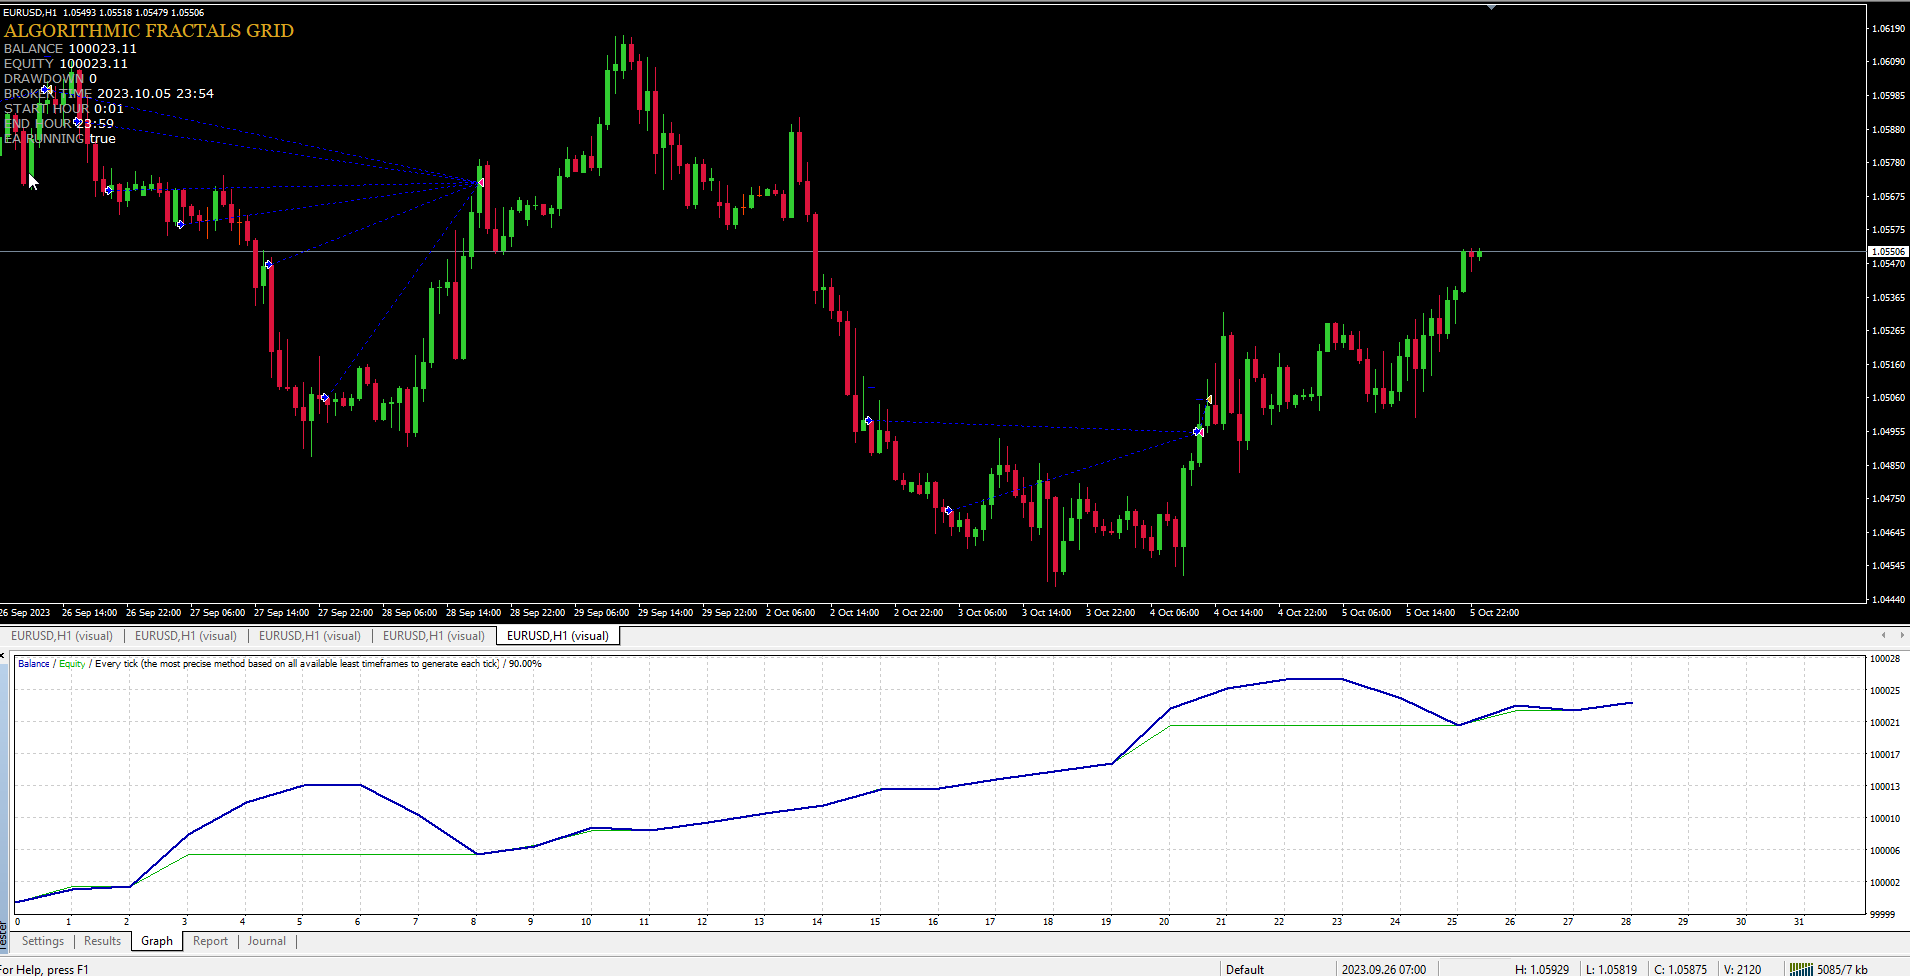 EURUSD,H1 1.05493 1.05518 1.05479 1.05506
ALGORITHMIC FRACTALS GRID
BALANCE 100023.11
EQUITY 100023.11
DRAWDOWN 0
BROKER TIME 2023.10.05 23:54
START HOUR 0:01
END HOUR 23:59
EA RUNNING true
1.06190
1.06090
1.05985
1.05880
1.05780
1.05675
1.05575
1.05506
1.05470
1.05365
1.05265
1.05160
1.05060
1.04955
1.04850
1.04750
1.04645
1.04545
1.04440
26 Sep 2023 26 Sep 14:00 26 Sep 22:00 27 Sep 06:00 27 Sep 14:00 27 Sep 22:00 28 Sep 06:00 28 Sep 14:00 28 Sep 22:00 29 Sep 06:00 29 Sep 14:00 29 Sep 22:00 2 Oct 06:00 2 Oct 14:00 2 Oct 22:00 3 Oct 06:00 3 Oct 14:00 3 Oct 22:00 4 Oct 06:00 4 Oct 14:00 4 Oct 22:00 5 Oct 06:00 5 Oct 14:00 5 Oct 22:00
EURUSD,H1 (visual) EURUSD,H1 (visual) EURUSD,H1 (visual) EURUSD,H1 (visual) EURUSD,H1 (visual)
Balance / Equity / Every tick (the most precise method based on all available least timeframes to generate each tick) / 90.00%
100028
100025
100021
100017
100013
100010
100006
100002
99999
0 1 2 3 4 5 6 7 8 9 10 11 12 13 14 15 16 17 18 19 20 21 22 23 24 25 26 27 28 29 30 31
Tester
Settings Results Graph Report Journal
For Help, press F1 Default 2023.09.26 07:00 H: 1.05929 L: 1.05819 C: 1.05875 V: 2120 5085/7 kb